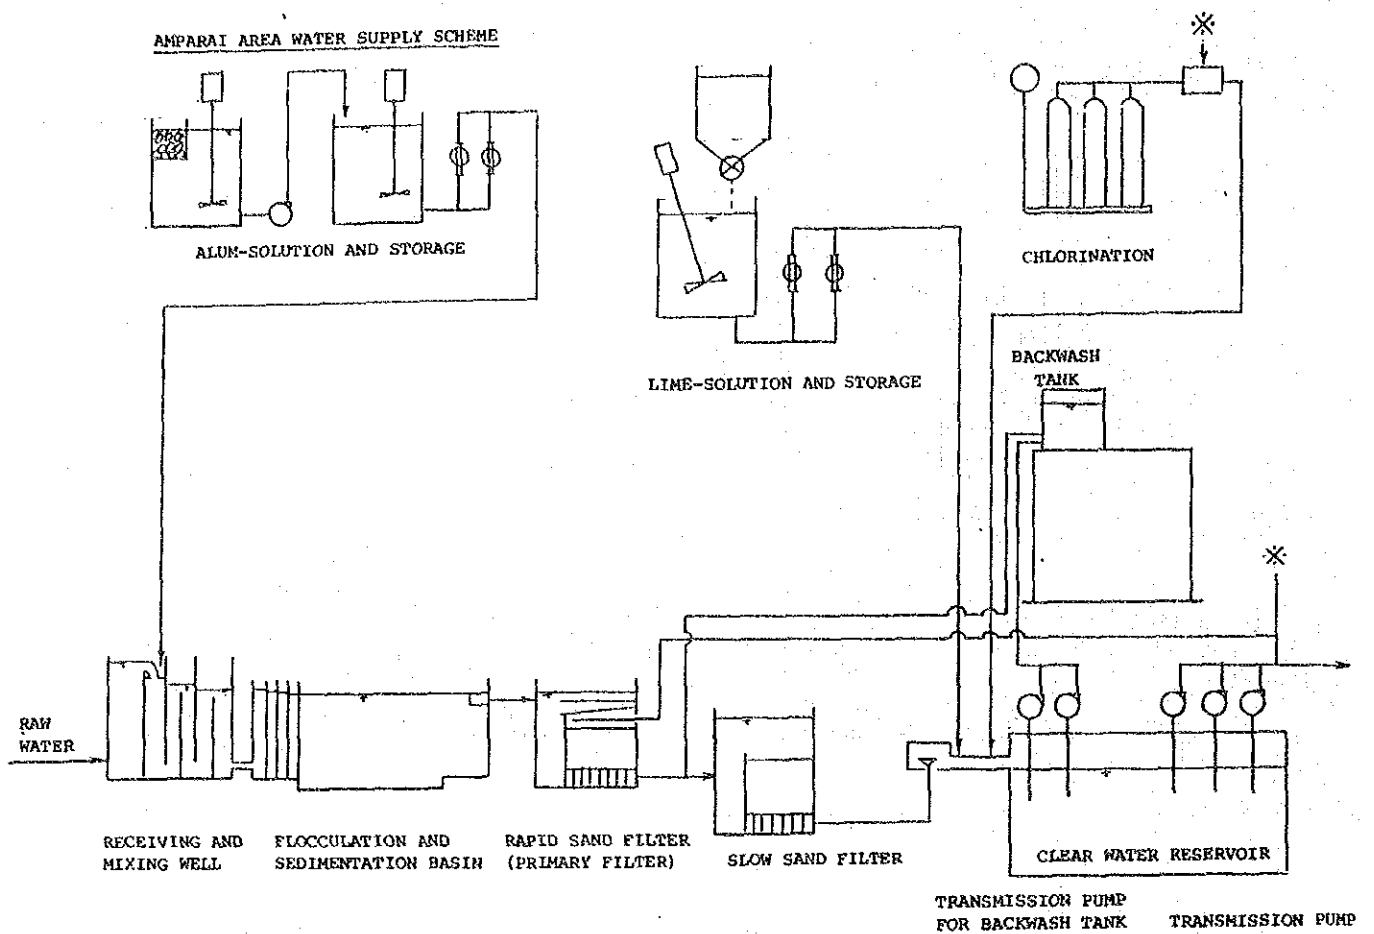 AMPARAI AREA WATER SUPPLY SCHEME
※
ALUM-SOLUTION AND STORAGE
CHLORINATION
BACKWASH
TANK
LIME-SOLUTION AND STORAGE
※
RAW
WATER
RECEIVING AND
MIXING WELL
FLOCCULATION AND
SEDIMENTATION BASIN
RAPID SAND FILTER
(PRIMARY FILTER)
SLOW SAND FILTER
CLEAR WATER RESERVOIR
TRANSMISSION PUMP
FOR BACKWASH TANK
TRANSMISSION PUMP